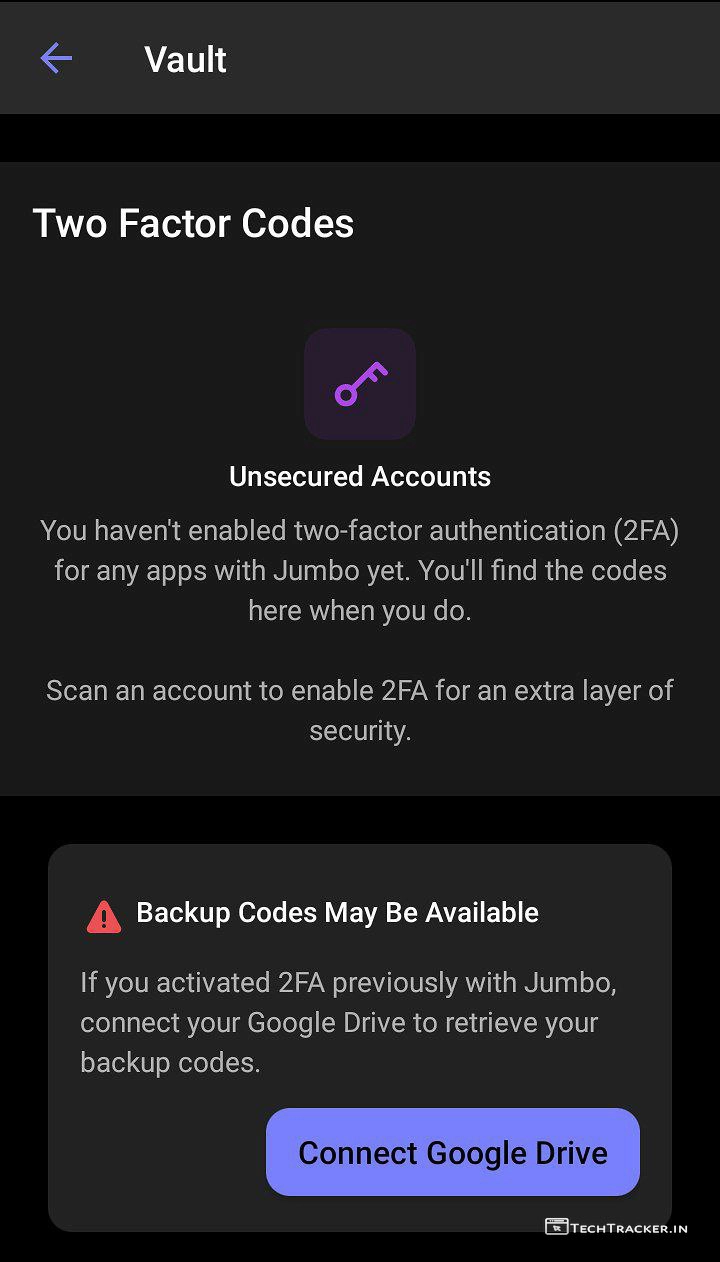 Vault
Two Factor Codes
Unsecured Accounts
You haven't enabled two-factor authentication (2FA)
for any apps with Jumbo yet. You'll find the codes
here when you do.
Scan an account to enable 2FA for an extra layer of
security.
Backup Codes May Be Available
If you activated 2FA previously with Jumbo,
connect your Google Drive to retrieve your
backup codes.
Connect Google Drive
TECHTRACKER.IN